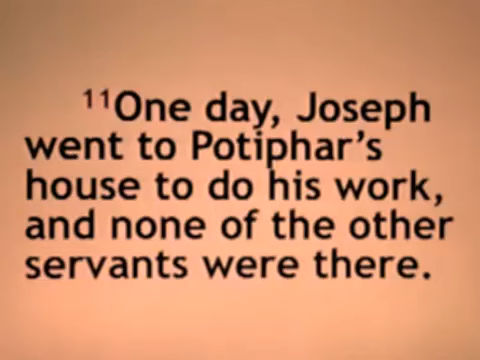 ¹¹One day, Joseph
went to Potiphar's
house to do his work,
and none of the other
servants were there.